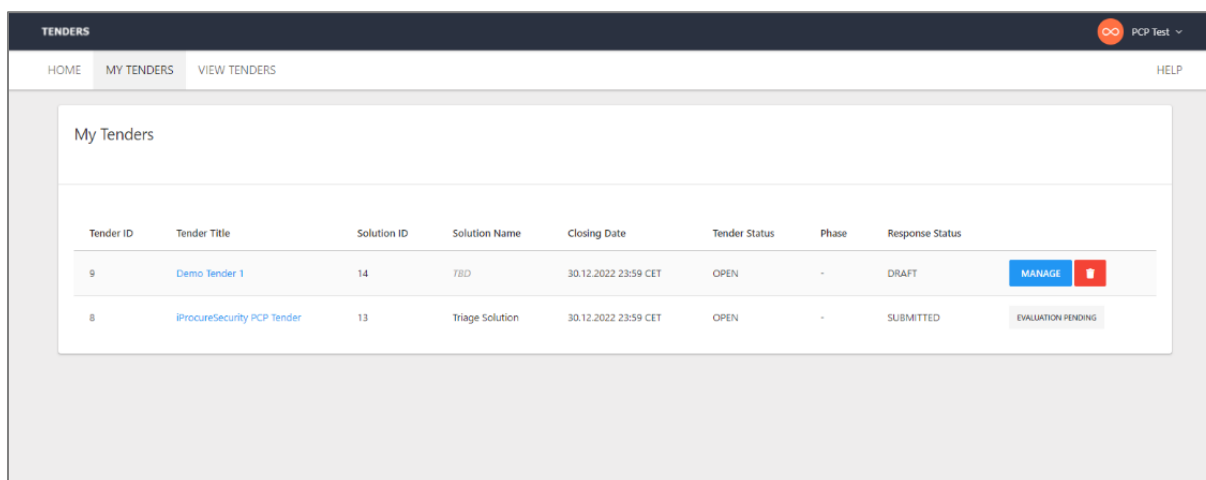 TENDERS PCP Test
HOME MY TENDERS VIEW TENDERS HELP
My Tenders
Tender ID Tender Title Solution ID Solution Name Closing Date Tender Status Phase Response Status
9 Demo Tender 1 14 TBD 30.12.2022 23:59 CET OPEN - DRAFT MANAGE
8 iProcureSecurity PCP Tender 13 Triage Solution 30.12.2022 23:59 CET OPEN - SUBMITTED EVALUATION PENDING